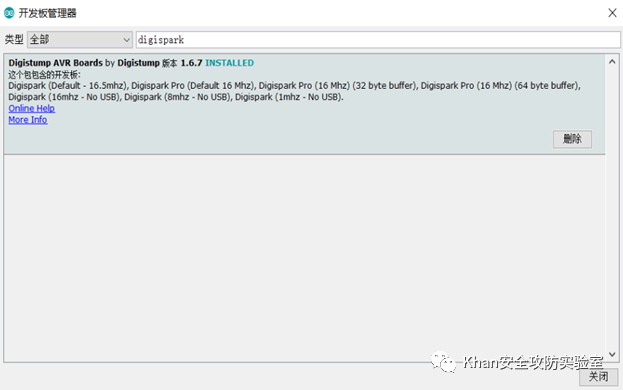 开发板管理器
类型 全部 digispark
Digistump AVR Boards by Digistump 版本 1.6.7 INSTALLED
这个包包含的开发板:
Digispark (Default - 16.5mhz), Digispark Pro (Default 16 Mhz), Digispark Pro (16 Mhz) (32 byte buffer), Digispark Pro (16 Mhz) (64 byte buffer),
Digispark (16mhz - No USB), Digispark (8mhz - No USB), Digispark (1mhz - No USB).
Online Help
More Info
删除
Khan安全攻防实验室
关闭